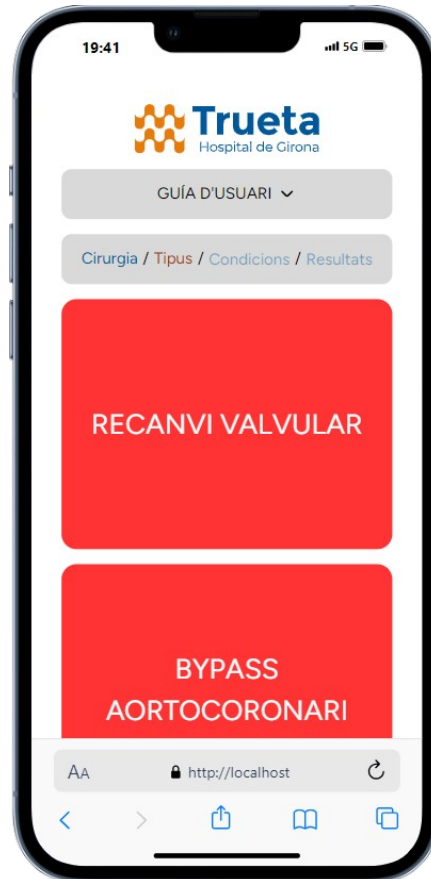 19:41 5G
Trueta
Hospital de Girona
GUÍA D'USUARI
Cirurgia / Tipus / Condicions / Resultats
RECANVI VALVULAR
BYPASS
AORTOCORONARI
AA http://localhost